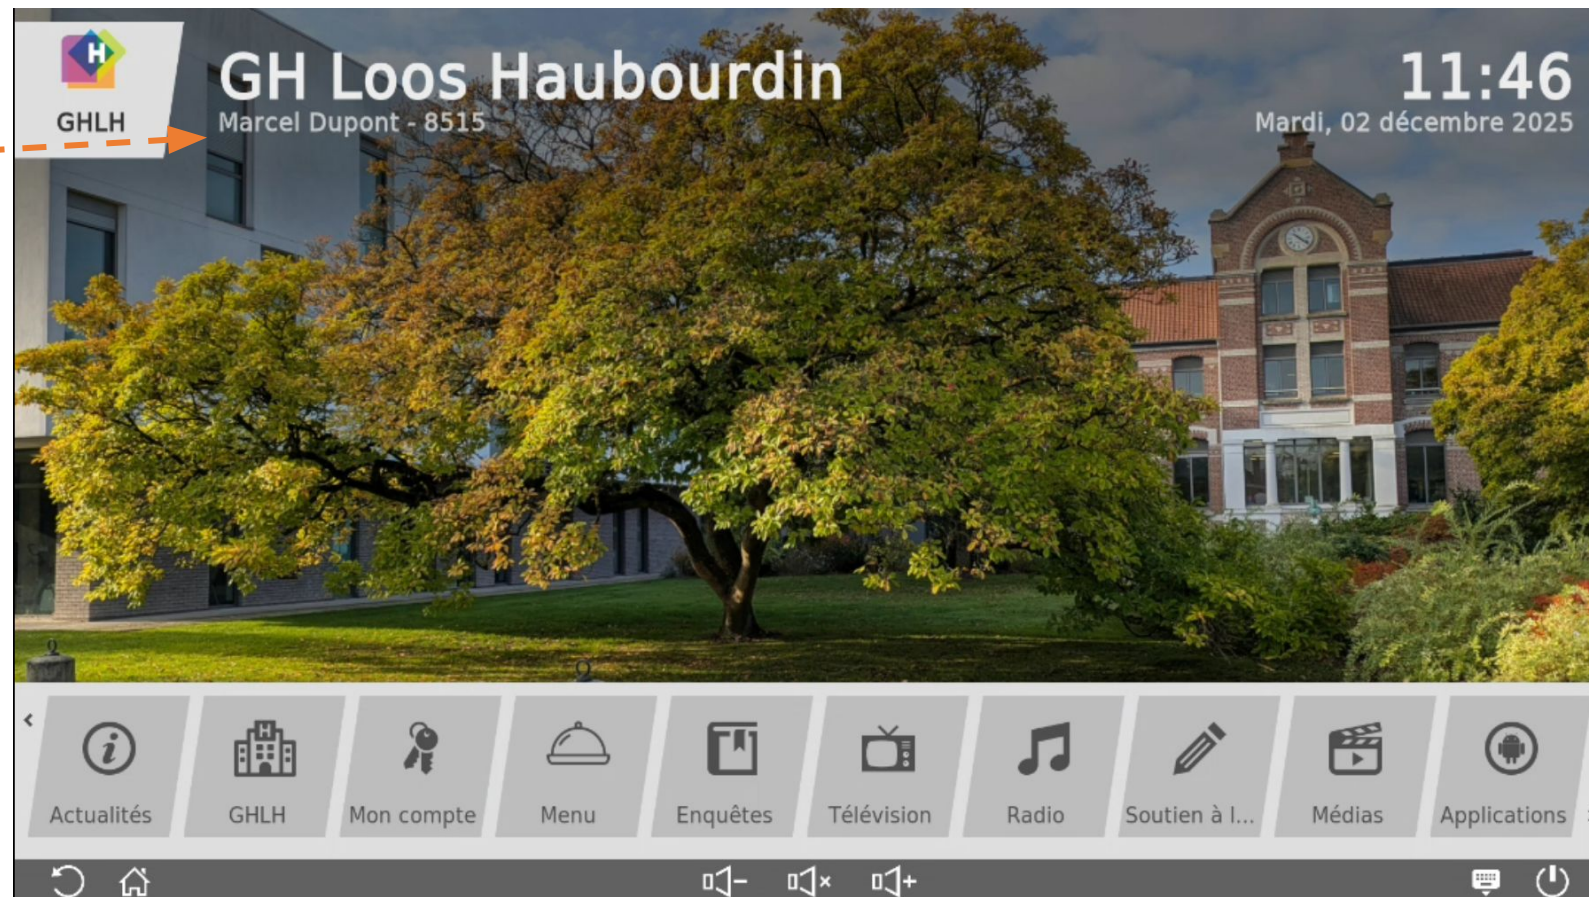 GHLH
GH Loos Haubourdin
Marcel Dupont - 8515
11:46
Mardi, 02 décembre 2025
Actualités
GHLH
Mon compte
Menu
Enquêtes
Télévision
Radio
Soutien à l...
Médias
Applications